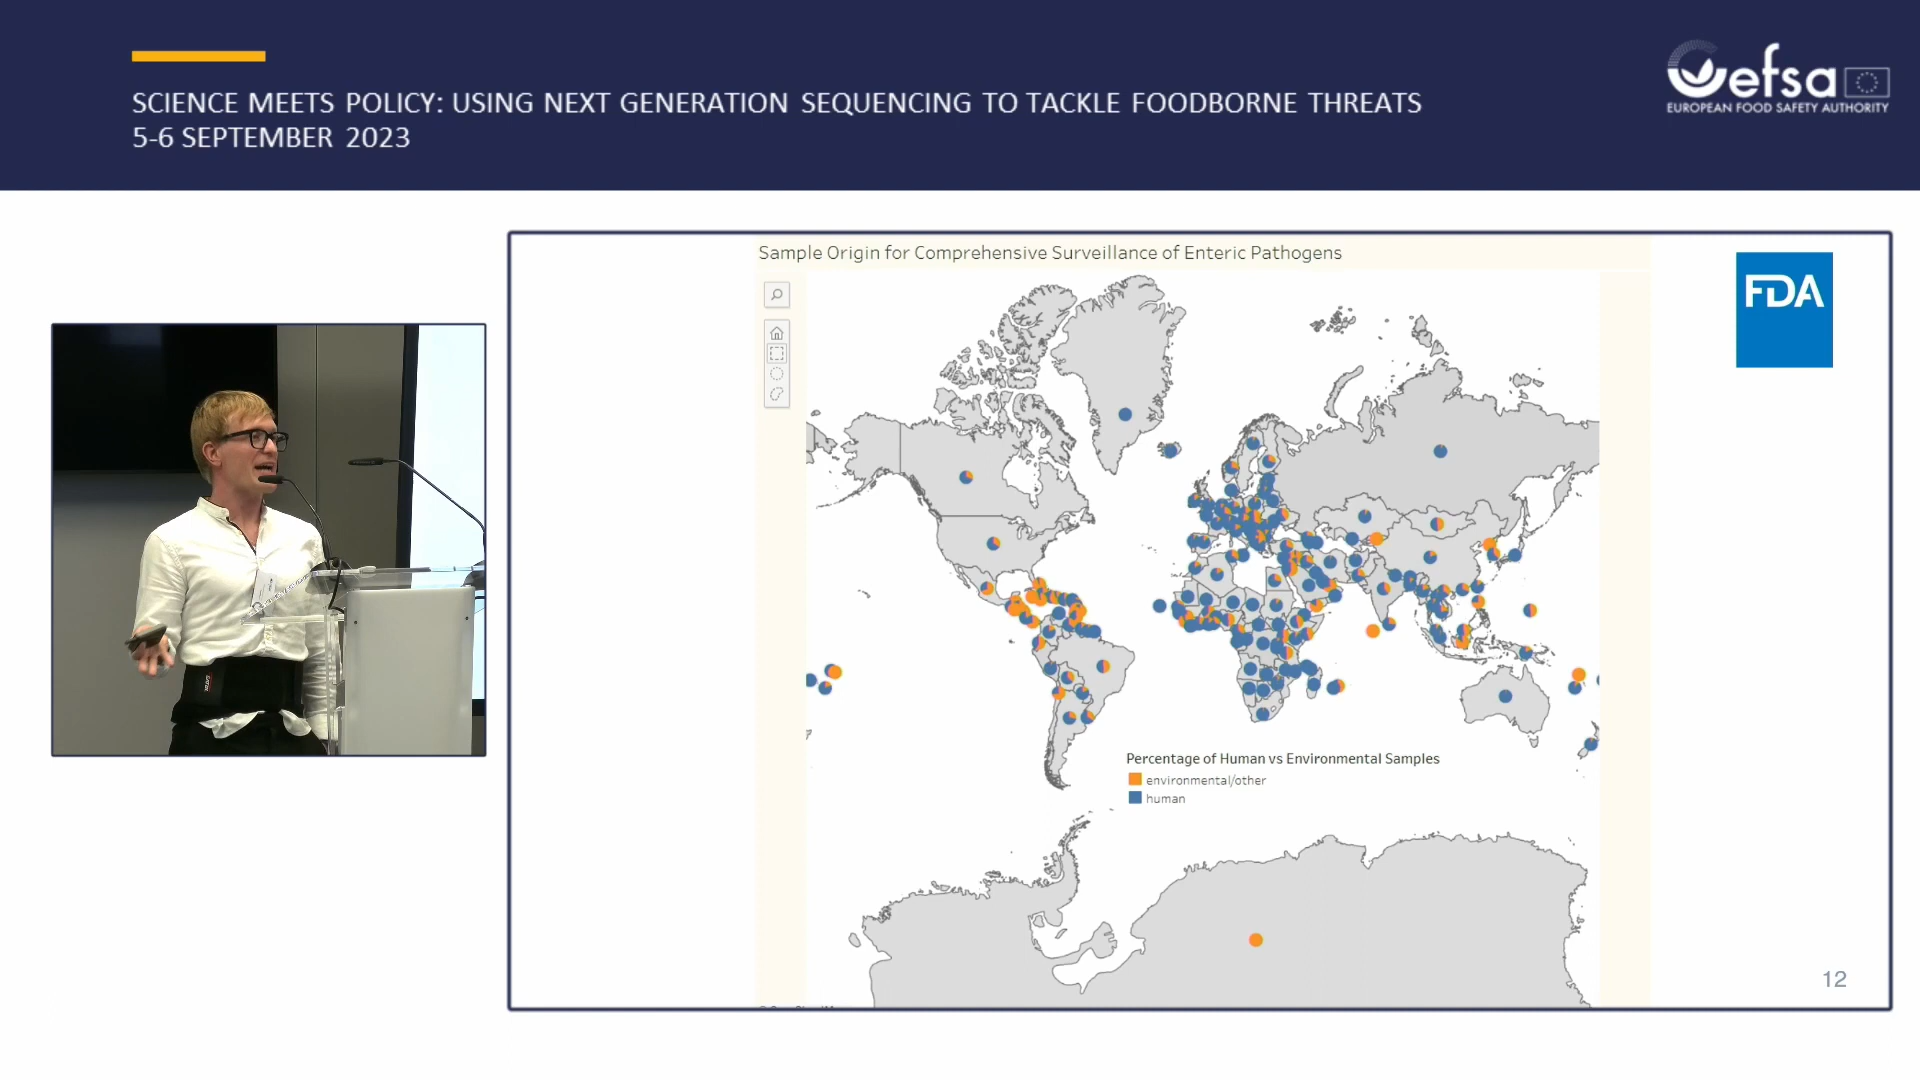 SCIENCE MEETS POLICY: USING NEXT GENERATION SEQUENCING TO TACKLE FOODBORNE THREATS
5-6 SEPTEMBER 2023
efsa
EUROPEAN FOOD SAFETY AUTHORITY
Sample Origin for Comprehensive Surveillance of Enteric Pathogens
FDA
Percentage of Human vs Environmental Samples
environmental/other
human
12